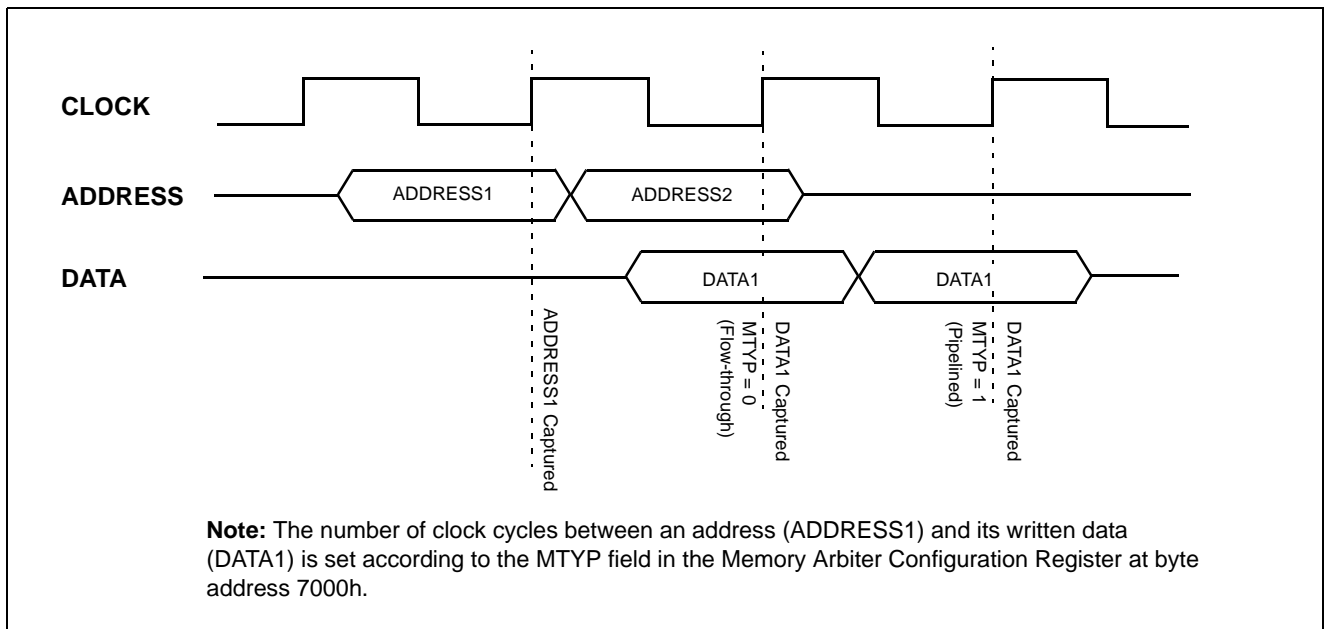 CLOCK
ADDRESS
ADDRESS1
ADDRESS2
DATA
DATA1
DATA1
ADDRESS1 Captured
DATA1 Captured
MTYP = 0
(Flow-through)
DATA1 Captured
MTYP = 1
(Pipelined)
Note: The number of clock cycles between an address (ADDRESS1) and its written data
(DATA1) is set according to the MTYP field in the Memory Arbiter Configuration Register at byte
address 7000h.